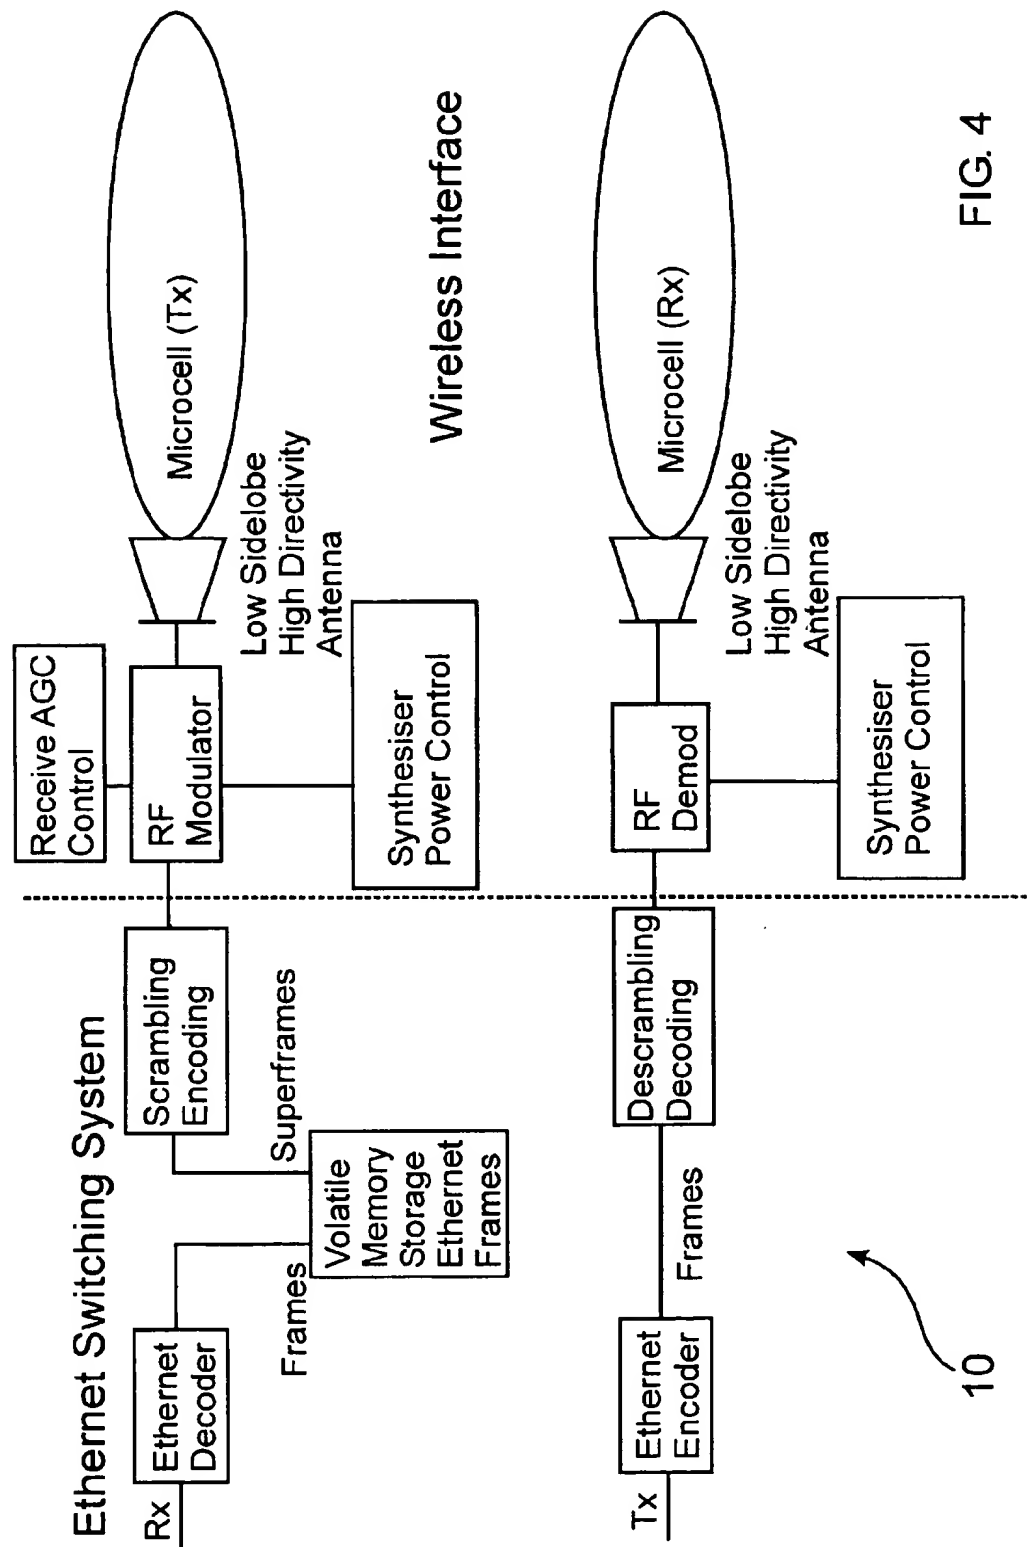 Ethernet Switching System
Rx
Ethernet
Decoder
Frames
Volatile
Memory
Storage
Ethernet
Frames
Superframes
Scrambling
Encoding
Receive AGC
Control
RF
Modulator
Synthesiser
Power Control
Low Sidelobe
High Directivity
Antenna
Microcell (Tx)
Wireless Interface
Tx
Ethernet
Encoder
Frames
Descrambling
Decoding
RF
Demod
Synthesiser
Power Control
Low Sidelobe
High Directivity
Antenna
Microcell (Rx)
10
FIG. 4